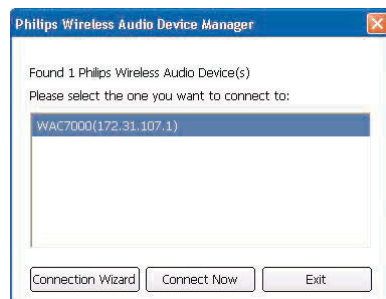 Philips Wireless Audio Device Manager
Found 1 Philips Wireless Audio Device(s)
Please select the one you want to connect to:
WAC7000(172.31.107.1)
Connection Wizard Connect Now Exit